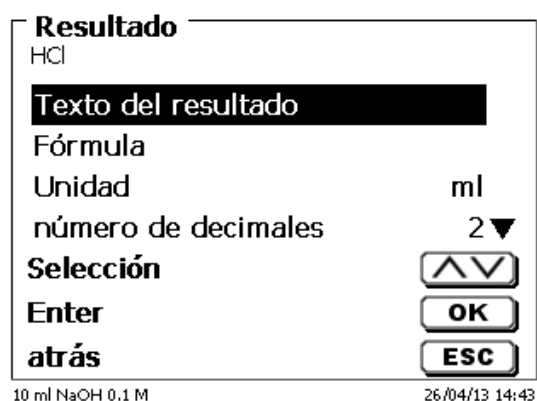 Resultado
HCl
Texto del resultado
Fórmula
Unidad ml
número de decimales 2
Selección
Enter OK
atrás ESC
10 ml NaOH 0.1 M 26/04/13 14:43